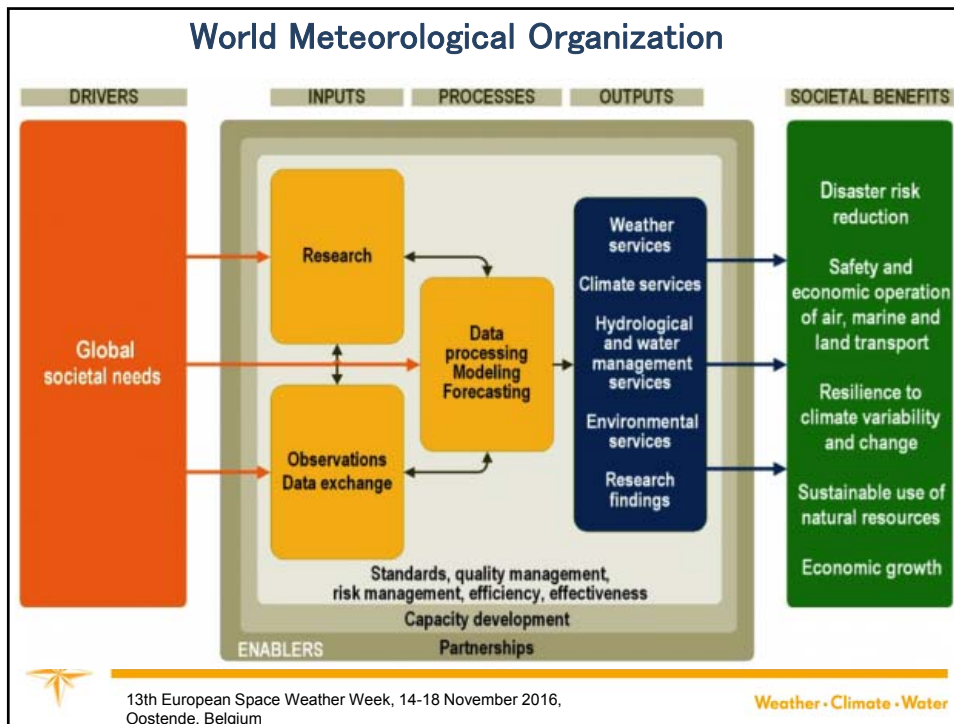 World Meteorological Organization
DRIVERS
INPUTS
PROCESSES
OUTPUTS
SOCIETAL BENEFITS
Global
societal needs
Research
Observations
Data exchange
Data
processing
Modeling
Forecasting
Weather
services
Climate services
Hydrological
and water
management
services
Environmental
services
Research
findings
Disaster risk
reduction
Safety and
economic operation
of air, marine and
land transport
Resilience to
climate variability
and change
Sustainable use of
natural resources
Economic growth
Standards, quality management,
risk management, efficiency, effectiveness
Capacity development
ENABLERS
Partnerships
13th European Space Weather Week, 14-18 November 2016,
Oostende, Belgium
Weather · Climate · Water